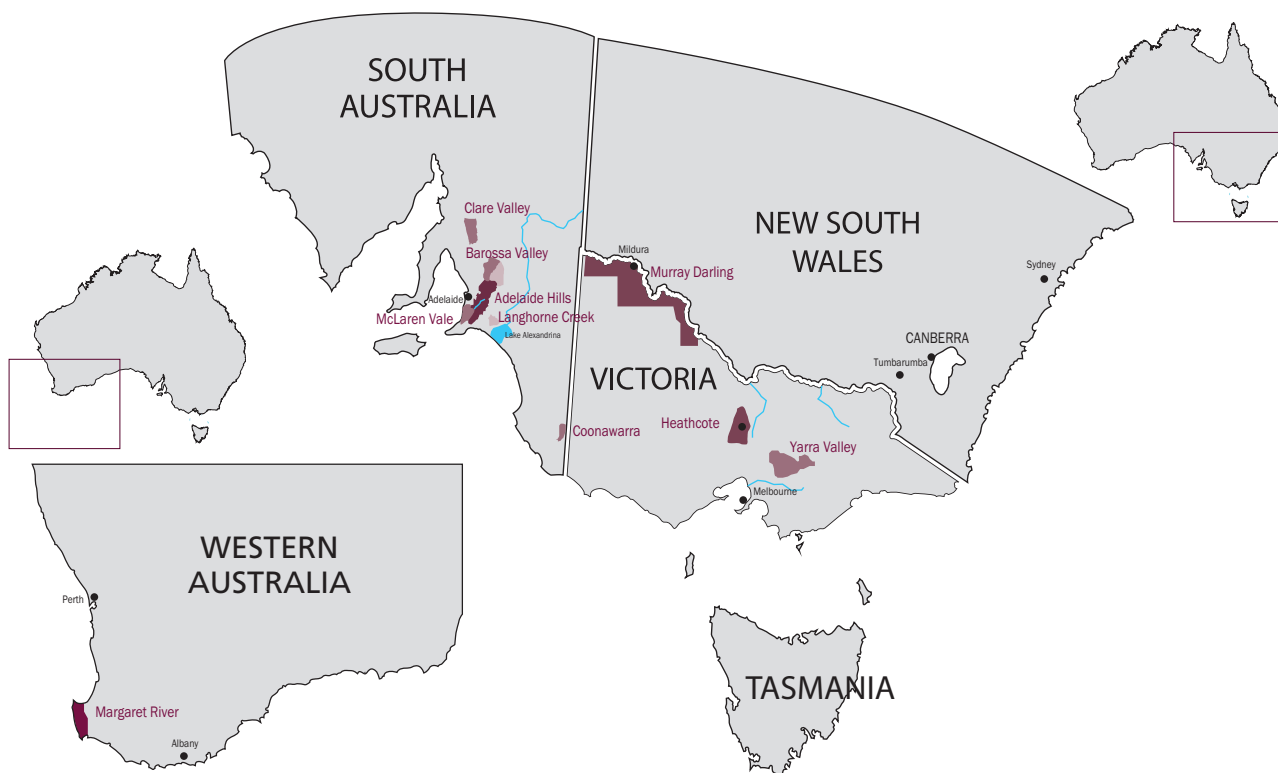 SOUTH
AUSTRALIA
Clare Valley
Barossa Valley
Adelaide
Adelaide Hills
McLaren Vale
Langhorne Creek
Lake Alexandrina
Coonawarra
NEW SOUTH
WALES
Mildura
Murray Darling
Sydney
CANBERRA
Tumbarumba
VICTORIA
Heathcote
Yarra Valley
Melbourne
WESTERN
AUSTRALIA
Perth
Margaret River
Albany
TASMANIA